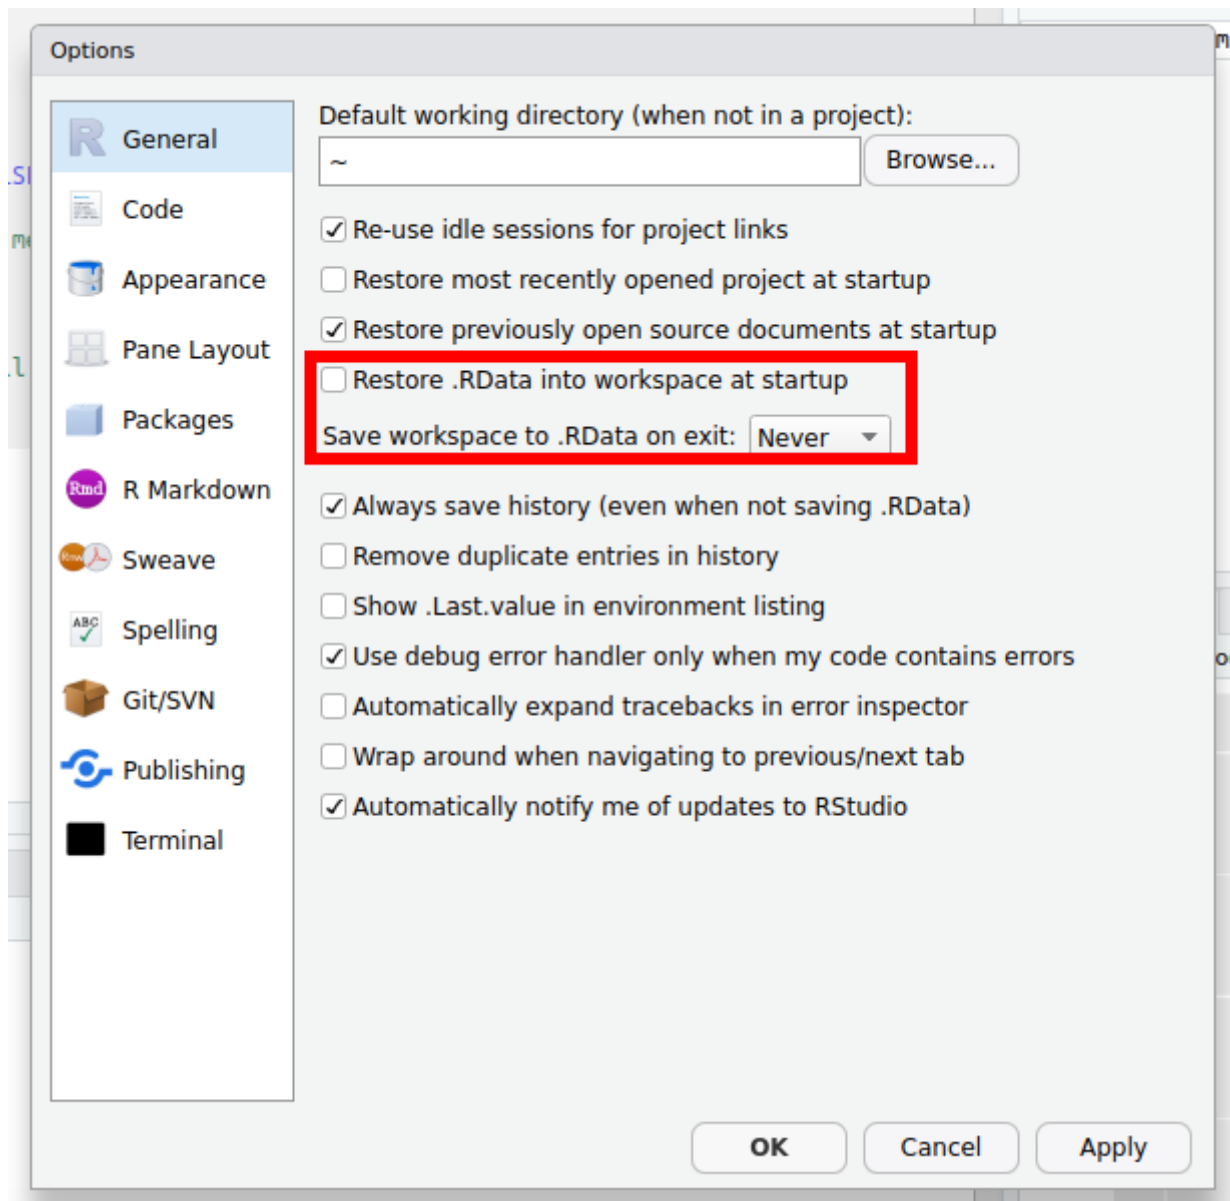 Options
General
Code
Appearance
Pane Layout
Packages
Rmd R Markdown
Sweave
ABC Spelling
Git/SVN
Publishing
Terminal
Default working directory (when not in a project):
~ Browse...
Re-use idle sessions for project links
Restore most recently opened project at startup
Restore previously open source documents at startup
Restore .RData into workspace at startup
Save workspace to .RData on exit: Never
Always save history (even when not saving .RData)
Remove duplicate entries in history
Show .Last.value in environment listing
Use debug error handler only when my code contains errors
Automatically expand tracebacks in error inspector
Wrap around when navigating to previous/next tab
Automatically notify me of updates to RStudio
OK Cancel Apply